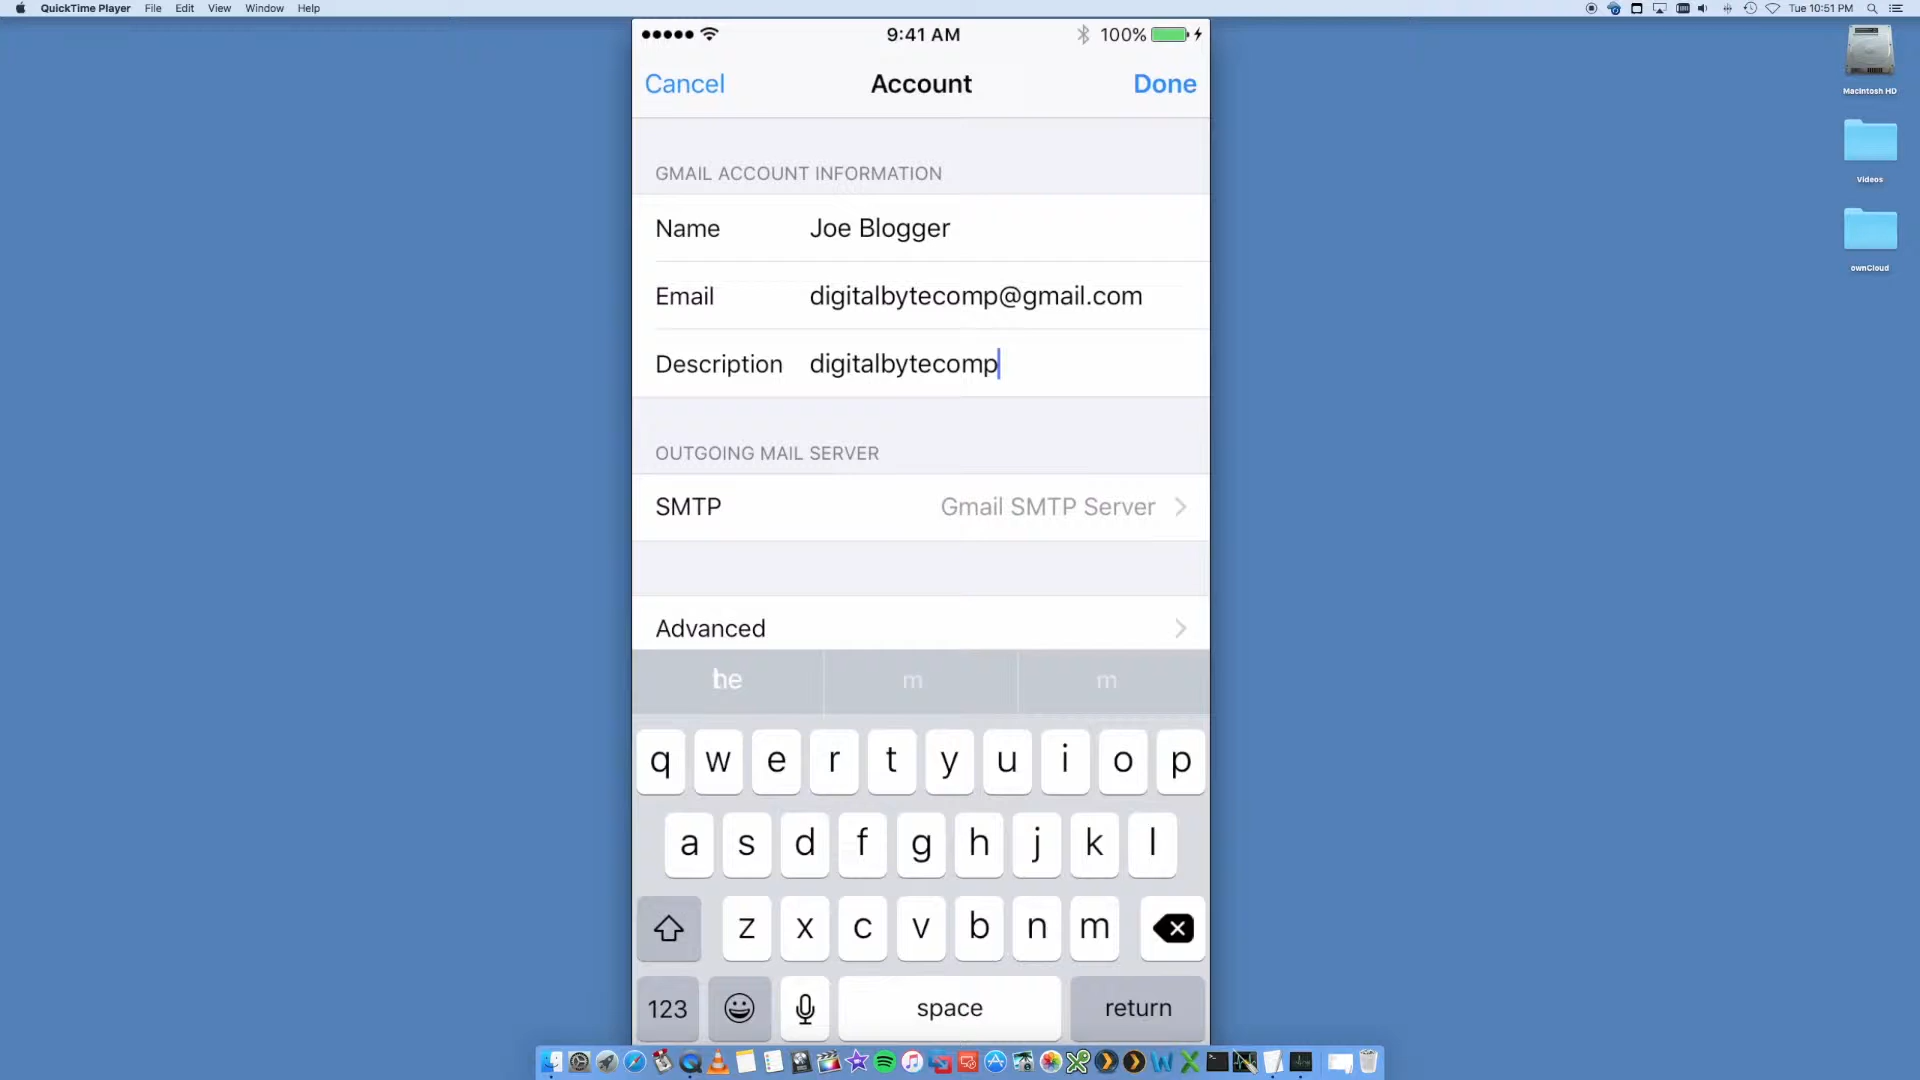 QuickTime Player File Edit View Window Help Tue 10:51 PM
9:41 AM 100%
Cancel Account Done
GMAIL ACCOUNT INFORMATION
Name Joe Blogger
Email digitalbytecomp@gmail.com
Description digitalbytecomp
OUTGOING MAIL SERVER
SMTP Gmail SMTP Server
Advanced
m m
q w e r t y u i o p
a s d f g h j k l
z x c v b n m
123 space return
Macintosh HD
Videos
ownCloud